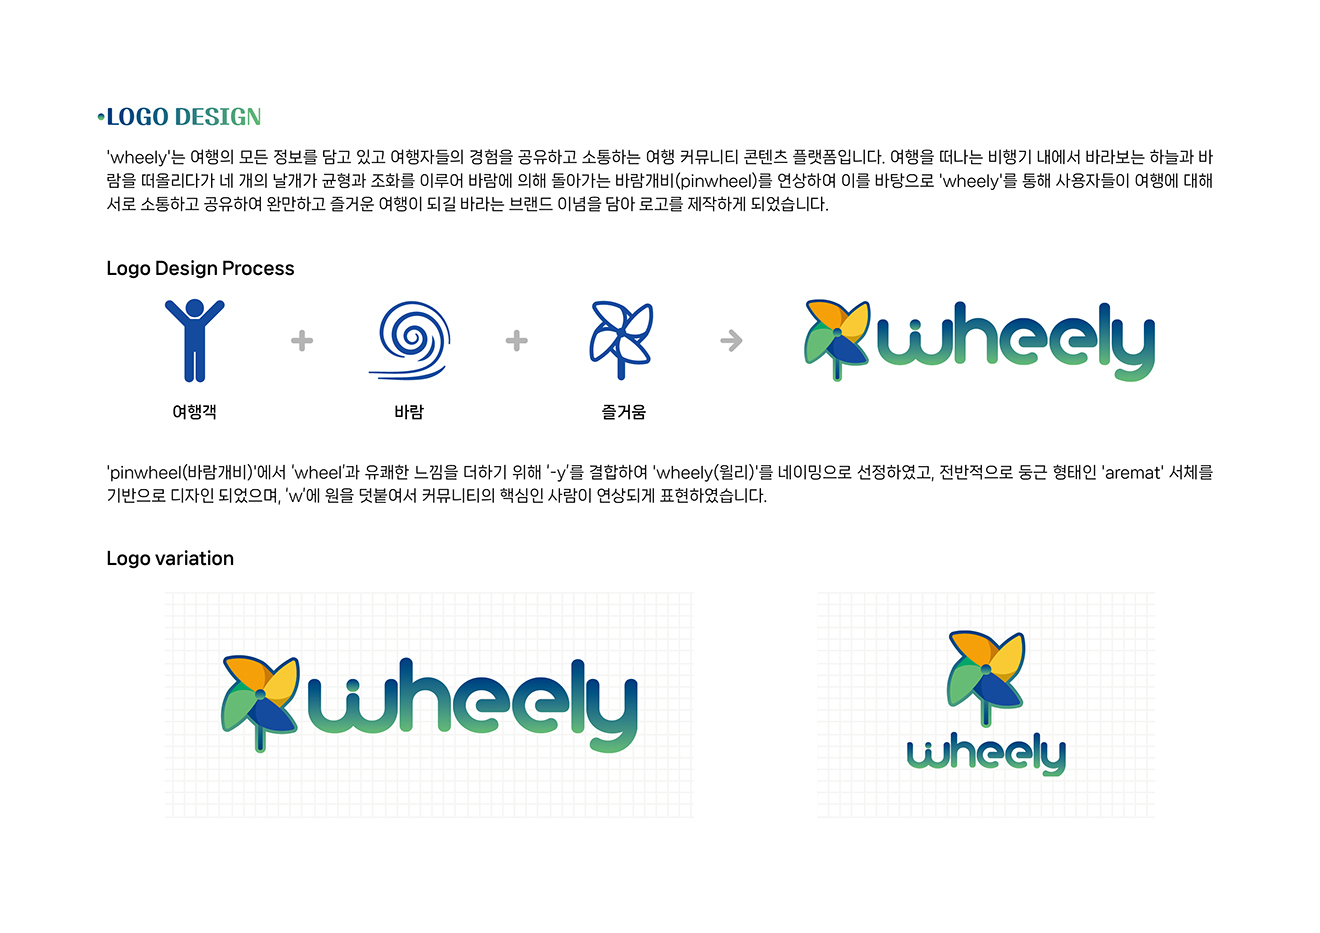 LOGO DESIGN
'wheely'는 여행의 모든 정보를 담고 있고 여행자들의 경험을 공유하고 소통하는 여행 커뮤니티 콘텐츠 플랫폼입니다. 여행을 떠나는 비행기 내에서 바라보는 하늘과 바
람을 떠올리다가 네 개의 날개가 균형과 조화를 이루어 바람에 의해 돌아가는 바람개비(pinwheel)를 연상하여 이를 바탕으로 'wheely'를 통해 사용자들이 여행에 대해
서로 소통하고 공유하여 완만하고 즐거운 여행이 되길 바라는 브랜드 이념을 담아 로고를 제작하게 되었습니다.
Logo Design Process
wheely
여행객
바람
즐거움
'pinwheel(바람개비)'에서 'wheel'과 유쾌한 느낌을 더하기 위해 '-y'를 결합하여 'wheely(윌리)'를 네이밍으로 선정하였고, 전반적으로 둥근 형태인 'aremat' 서체를
기반으로 디자인 되었으며, 'w'에 원을 덧붙여서 커뮤니티의 핵심인 사람이 연상되게 표현하였습니다.
Logo variation
wheely
wheely